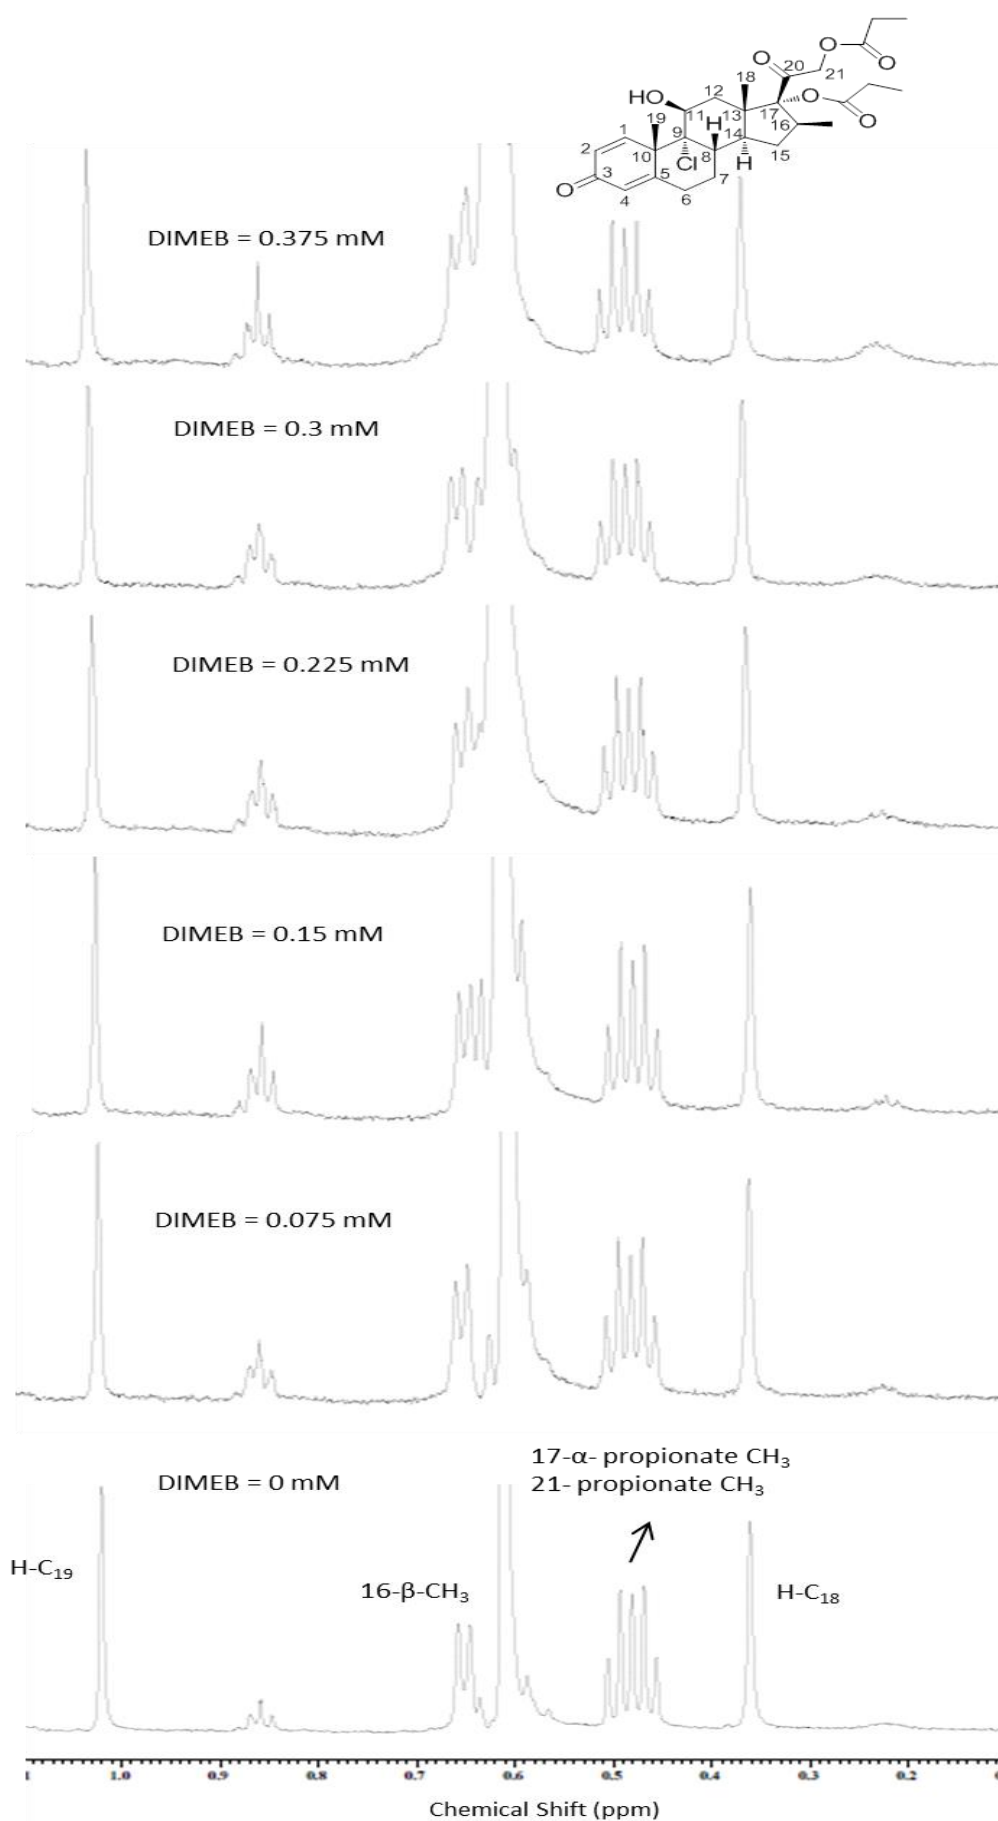 O
O
O
O
O
O
HO
H
H
Cl
O
1
2
3
4
5
6
7
8
9
10
11
12
13
14
15
16
17
18
19
20
21
DIMEB = 0.375 mM
DIMEB = 0.3 mM
DIMEB = 0.225 mM
DIMEB = 0.15 mM
DIMEB = 0.075 mM
17-α- propionate CH₃
21- propionate CH₃
DIMEB = 0 mM
H-C₁₉
16-β-CH₃
H-C₁₈
1.0 0.9 0.8 0.7 0.6 0.5 0.4 0.3 0.2
Chemical Shift (ppm)